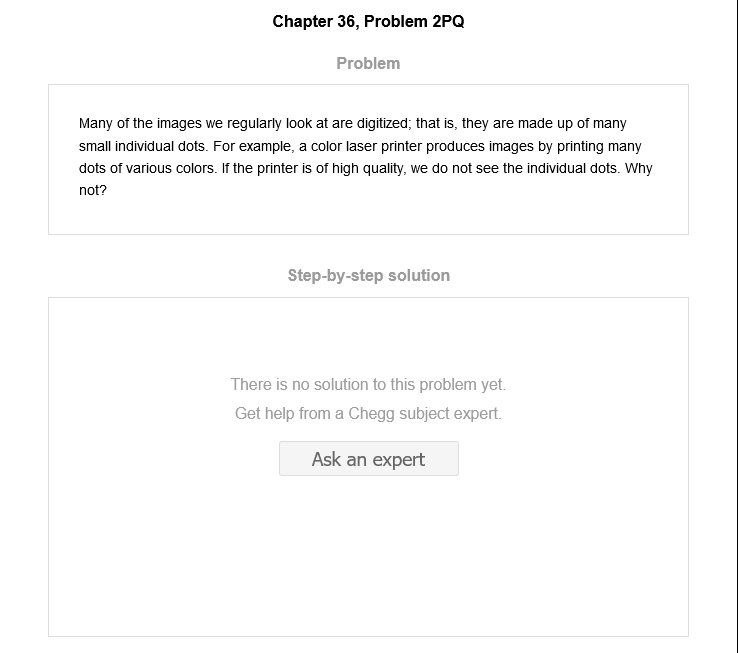 Chapter 36, Problem 2PQ
Problem
Many of the images we regularly look at are digitized; that is, they are made up of many
small individual dots. For example, a color laser printer produces images by printing many
dots of various colors. If the printer is of high quality, we do not see the individual dots. Why
not?
Step-by-step solution
There is no solution to this problem yet.
Get help from a Chegg subject expert.
Ask an expert